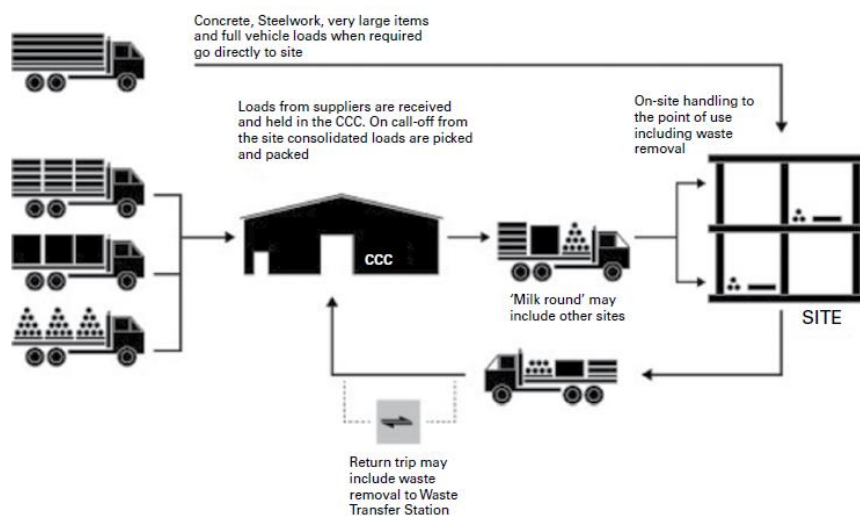 Concrete, Steelwork, very large items
and full vehicle loads when required
go directly to site
Loads from suppliers are received
and held in the CCC. On call-off from
the site consolidated loads are picked
and packed
On-site handling to
the point of use
including waste
removal
CCC
'Milk round' may
include other sites
SITE
Return trip may
include waste
removal to Waste
Transfer Station